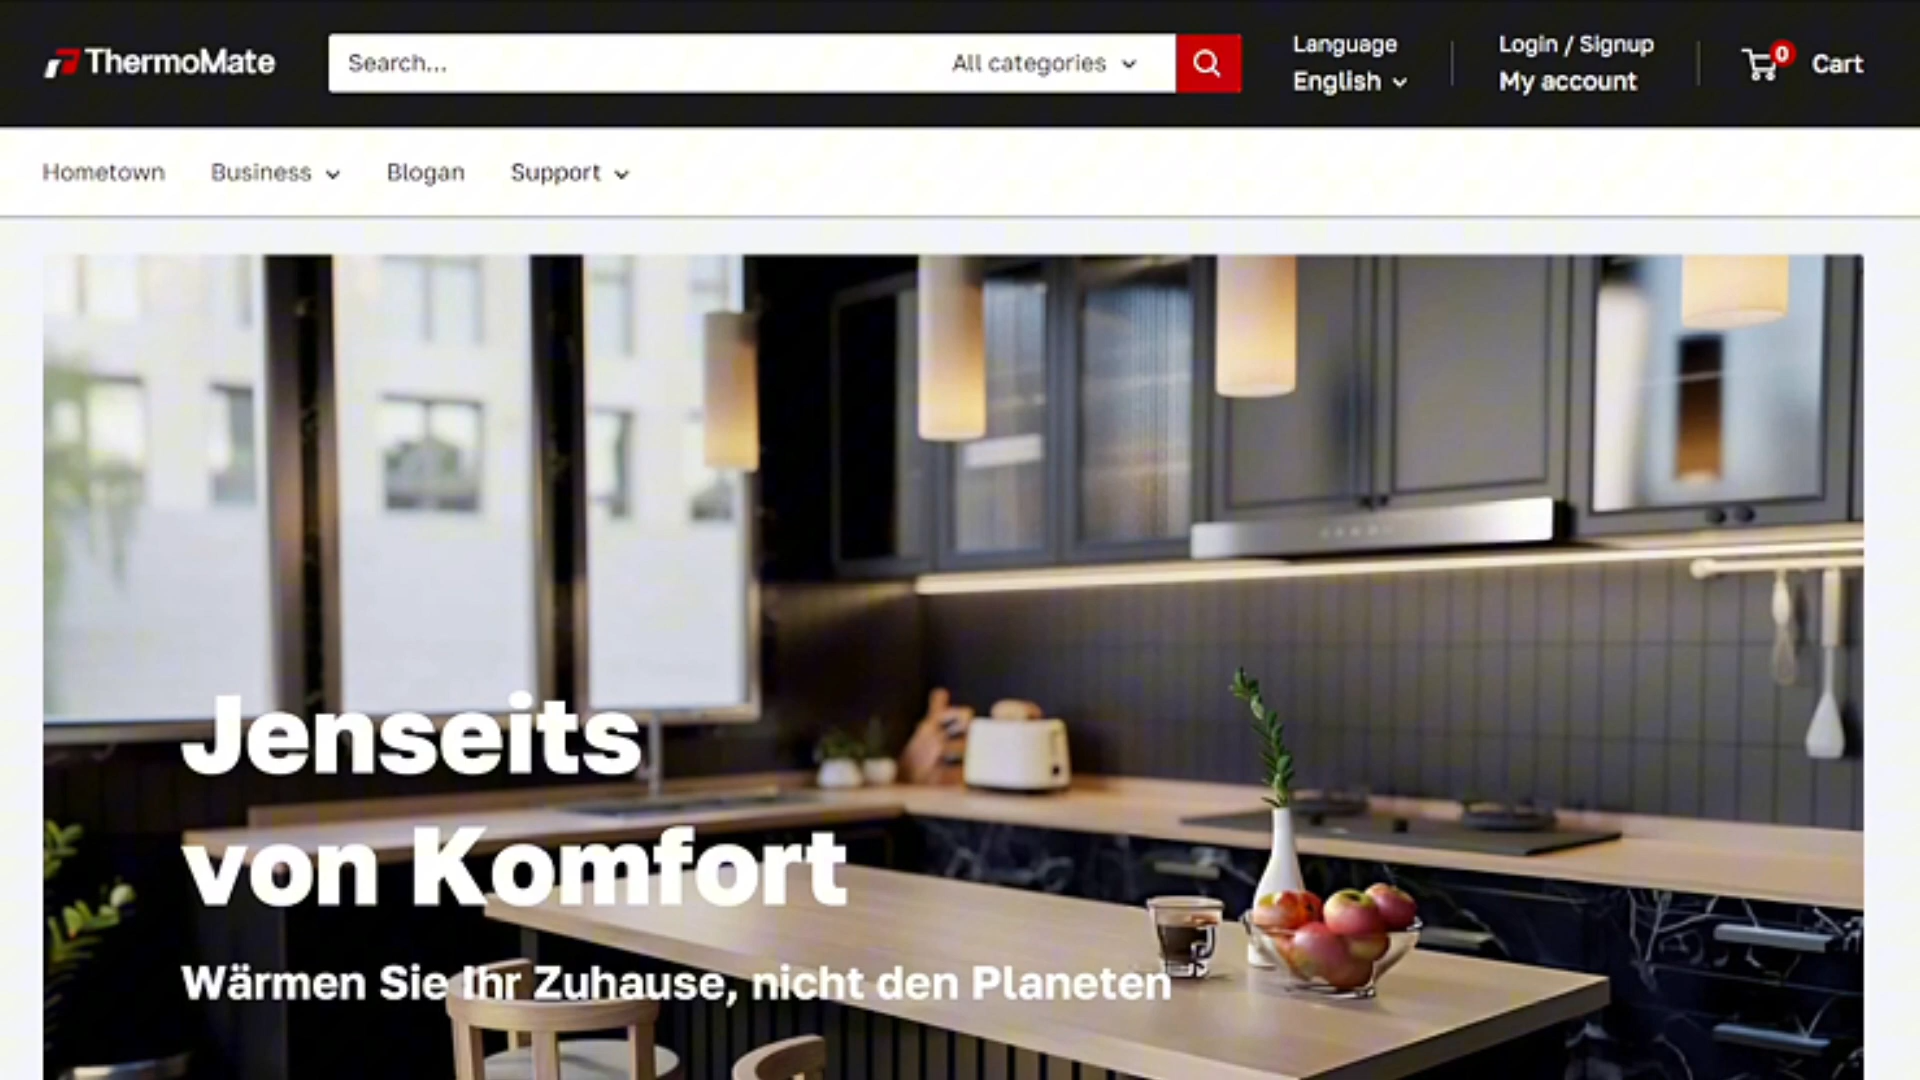 ThermoMate
Search...
All categories
Language
English
Login / Signup
My account
0
Cart
Hometown
Business
Blogan
Support
Jenseits
von Komfort
Wärmen Sie Ihr Zuhause, nicht den Planeten